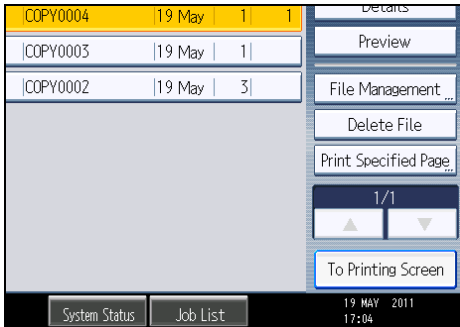 COPY0004 19 May 1 1
Details
COPY0003 19 May 1
Preview
COPY0002 19 May 3
File Management
Delete File
Print Specified Page
1/1
To Printing Screen
System Status Job List
19 MAY 2011
17:04